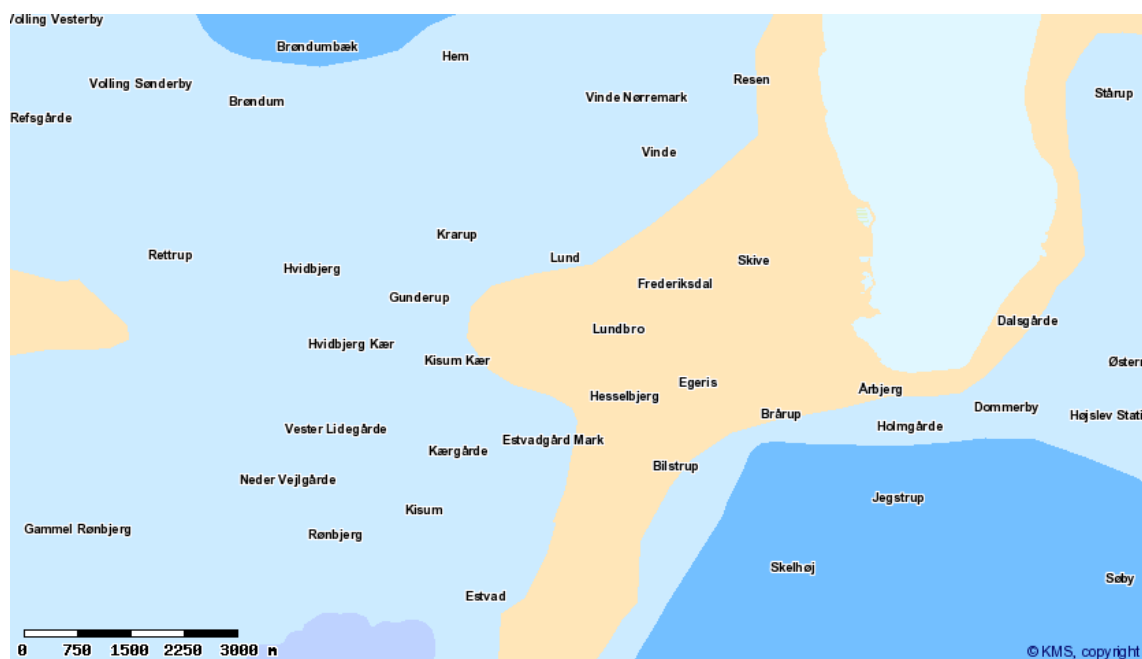 Volling Vesterby
Brøndumbæk
Hem
Resen
Volling Sønderby
Stårup
Vinde Nørremark
Brøndum
Refsgårde
Vinde
Krarup
Rettrup
Lund
Skive
Hvidbjerg
Frederiksdal
Gunderup
Dalsgårde
Lundbro
Hvidbjerg Kær
Kisum Kær
Østerr
Egeris
Årbjerg
Hesselbjerg
Dommerby
Brårup
Højslev Stati
Holmgårde
Vester Lidegårde
Estvadgård Mark
Kærgårde
Bilstrup
Neder Vejlgårde
Jegstrup
Kisum
Gammel Rønbjerg
Rønbjerg
Skelhøj
Søby
Estvad
0 750 1500 2250 3000 m
© KMS, copyright